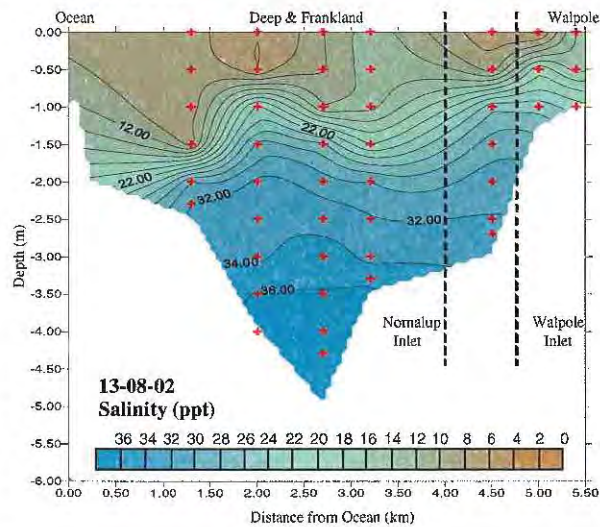 Ocean Deep & Frankland Walpole
0.00
-0.50
-1.00
-1.50
-2.00
-2.50
-3.00
-3.50
-4.00
-4.50
-5.00
-5.50
-6.00
Depth (m)
12.00
22.00
22.00
32.00
32.00
34.00
36.00
Nornalup Inlet
Walpole Inlet
13-08-02
Salinity (ppt)
36 34 32 30 28 26 24 22 20 18 16 14 12 10 8 6 4 2 0
0.00 0.50 1.00 1.50 2.00 2.50 3.00 3.50 4.00 4.50 5.00 5.50
Distance from Ocean (km)